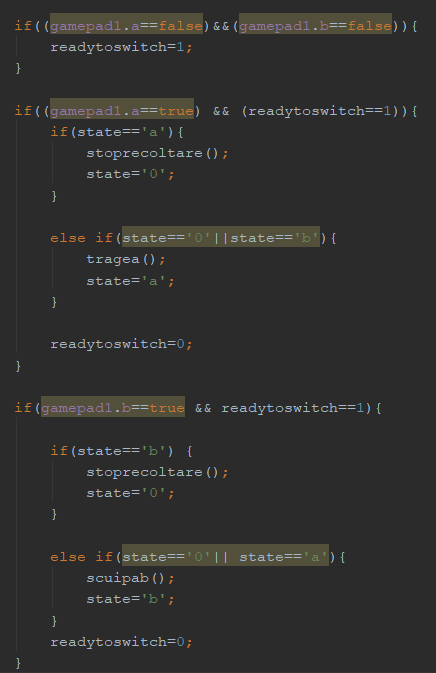 if((gamepad1.a==false)&&(gamepad1.b==false)){
    readytoswitch=1;
}

if((gamepad1.a==true) && (readytoswitch==1)){
    if(state=='a'){
        stoprecoltare();
        state='0';
    }

    else if(state=='0'||state=='b'){
        tragea();
        state='a';
    }

    readytoswitch=0;
}

if(gamepad1.b==true && readytoswitch==1){

    if(state=='b') {
        stoprecoltare();
        state='0';
    }

    else if(state=='0'|| state=='a'){
        scuipab();
        state='b';
    }
    readytoswitch=0;
}